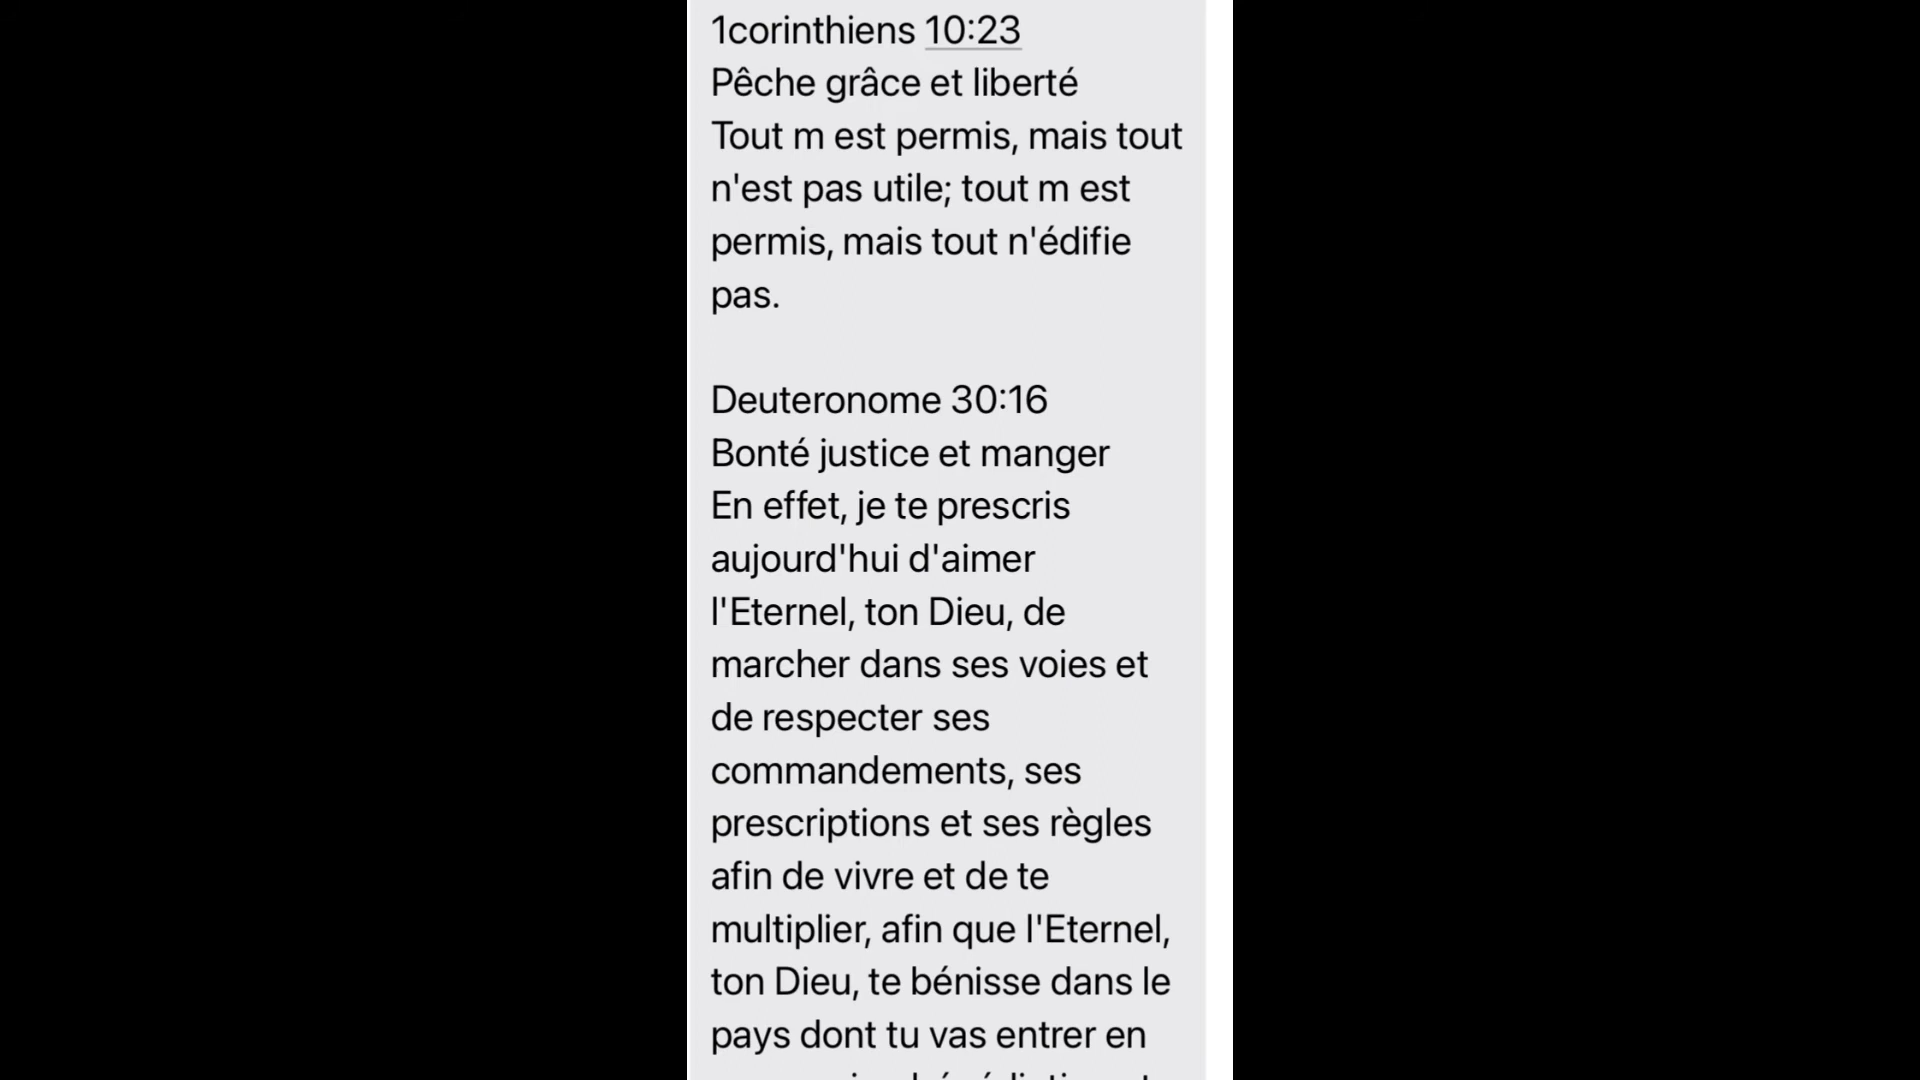 1corinthiens 10:23
Pêche grâce et liberté
Tout m est permis, mais tout
n'est pas utile; tout m est
permis, mais tout n'édifie
pas.
Deuteronome 30:16
Bonté justice et manger
En effet, je te prescris
aujourd'hui d'aimer
l'Eternel, ton Dieu, de
marcher dans ses voies et
de respecter ses
commandements, ses
prescriptions et ses règles
afin de vivre et de te
multiplier, afin que l'Eternel,
ton Dieu, te bénisse dans le
pays dont tu vas entrer en